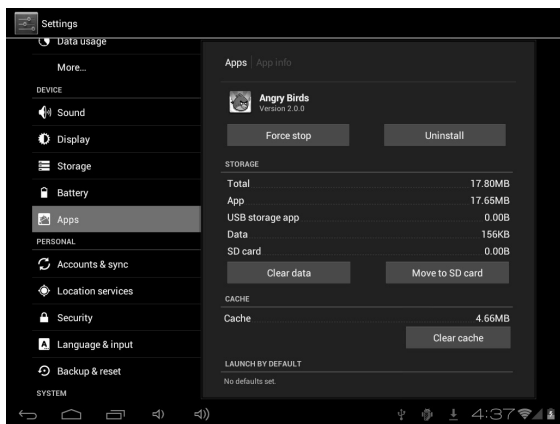 Settings
Data usage
More...
DEVICE
Sound
Display
Storage
Battery
Apps
PERSONAL
Accounts & sync
Location services
Security
Language & input
Backup & reset
SYSTEM
Apps App info
Angry Birds
Version 2.0.0
Force stop Uninstall
STORAGE
Total 17.80MB
App 17.65MB
USB storage app 0.00B
Data 156KB
SD card 0.00B
Clear data Move to SD card
CACHE
Cache 4.66MB
Clear cache
LAUNCH BY DEFAULT
No defaults set.
4:37